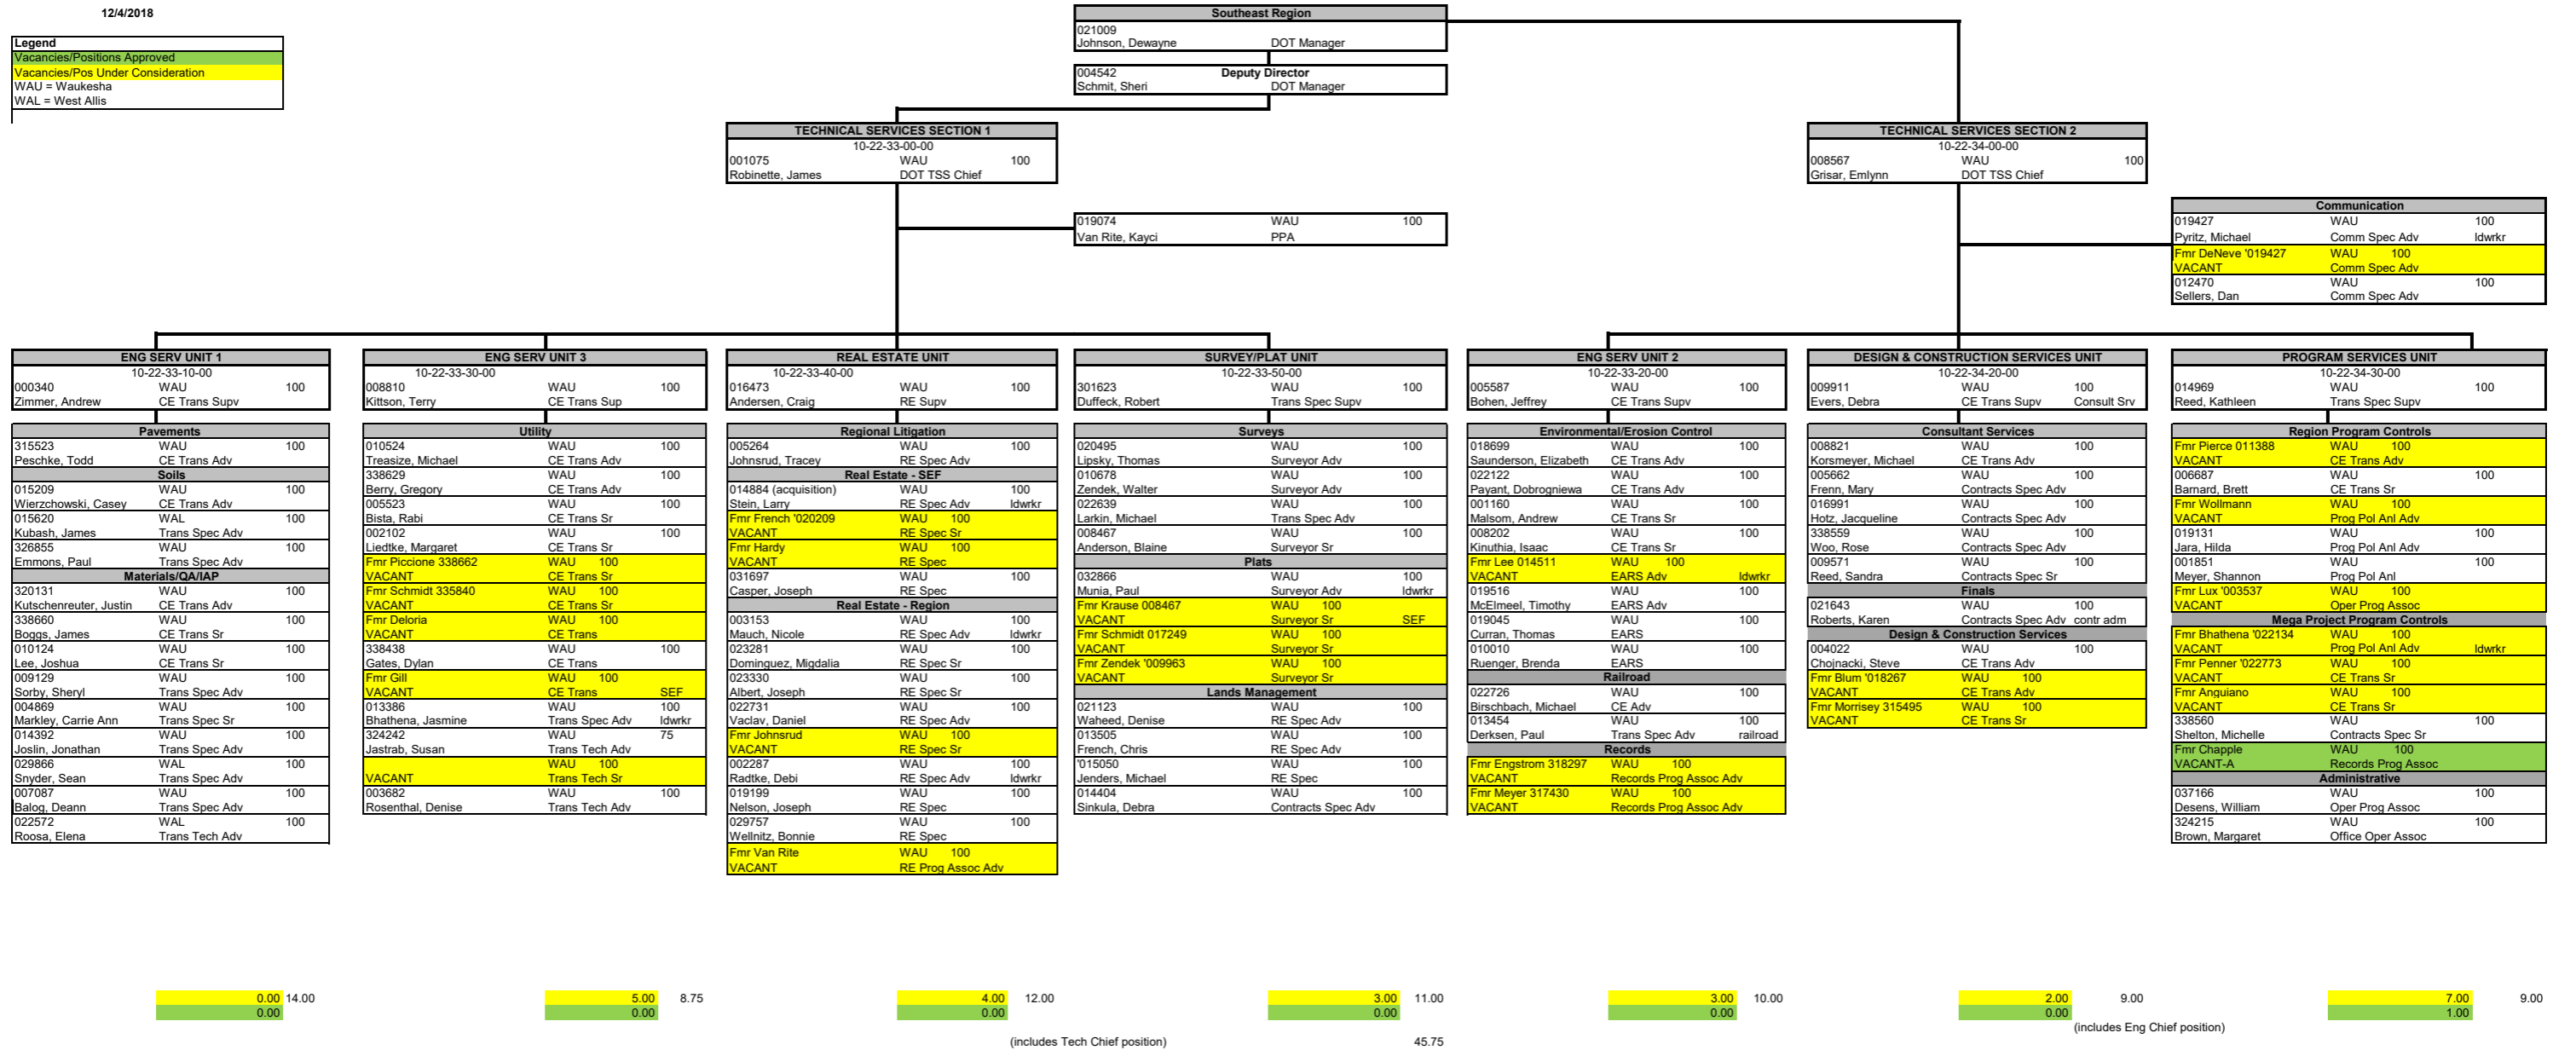 12/4/2018
Legend
Vacancies/Positions Approved
Vacancies/Pos Under Consideration
WAU = Waukesha
WAL = West Allis
Southeast Region
021009
Johnson, Dewayne DOT Manager
004542 Deputy Director
Schmit, Sheri DOT Manager
TECHNICAL SERVICES SECTION 1
10-22-33-00-00
001075 WAU 100
Robinette, James DOT TSS Chief
019074 WAU 100
Van Rite, Kayci PPA
TECHNICAL SERVICES SECTION 2
10-22-34-00-00
008567 WAU 100
Grisar, Emlynn DOT TSS Chief
Communication
019427 WAU 100
Pyritz, Michael Comm Spec Adv ldwrkr
Fmr DeNeve '019427 WAU 100
VACANT Comm Spec Adv
012470 WAU 100
Sellers, Dan Comm Spec Adv
ENG SERV UNIT 1
10-22-33-10-00
000340 WAU 100
Zimmer, Andrew CE Trans Supv
Pavements
315523 WAU 100
Peschke, Todd CE Trans Adv
Soils
015209 WAU 100
Wierzchowski, Casey CE Trans Adv
015620 WAL 100
Kubash, James Trans Spec Adv
326855 WAU 100
Emmons, Paul Trans Spec Adv
Materials/QA/IAP
320131 WAU 100
Kutschenreuter, Justin CE Trans Adv
338660 WAU 100
Boggs, James CE Trans Sr
010124 WAU 100
Lee, Joshua CE Trans Sr
009129 WAU 100
Sorby, Sheryl Trans Spec Adv
004869 WAU 100
Markley, Carrie Ann Trans Spec Sr
014392 WAU 100
Joslin, Jonathan Trans Spec Adv
029866 WAL 100
Snyder, Sean Trans Spec Adv
007087 WAU 100
Balog, Deann Trans Spec Adv
022572 WAL 100
Roosa, Elena Trans Tech Adv
ENG SERV UNIT 3
10-22-33-30-00
008810 WAU 100
Kittson, Terry CE Trans Sup
Utility
010524 WAU 100
Treasize, Michael CE Trans Adv
338629 WAU 100
Berry, Gregory CE Trans Adv
005523 WAU 100
Bista, Rabi CE Trans Sr
002102 WAU 100
Liedtke, Margaret CE Trans Sr
Fmr Piccione 338662 WAU 100
VACANT CE Trans Sr
Fmr Schmidt 335840 WAU 100
VACANT CE Trans Sr
Fmr Deloria WAU 100
VACANT CE Trans
338438 WAU 100
Gates, Dylan CE Trans
Fmr Gill WAU 100
VACANT CE Trans SEF
013386 WAU 100
Bhathena, Jasmine Trans Spec Adv ldwrkr
324242 WAU 75
Jastrab, Susan Trans Tech Adv
WAU 100
VACANT Trans Tech Sr
003682 WAU 100
Rosenthal, Denise Trans Tech Adv
REAL ESTATE UNIT
10-22-33-40-00
016473 WAU 100
Andersen, Craig RE Supv
Regional Litigation
005264 WAU 100
Johnsrud, Tracey RE Spec Adv
Real Estate - SEF
014884 (acquisition) WAU 100
Stein, Larry RE Spec Adv ldwrkr
Fmr French '020209 WAU 100
VACANT RE Spec Sr
Fmr Hardy WAU 100
VACANT RE Spec
031697 WAU 100
Casper, Joseph RE Spec
Real Estate - Region
003153 WAU 100
Mauch, Nicole RE Spec Adv ldwrkr
023281 WAU 100
Dominguez, Migdalia RE Spec Sr
023330 WAU 100
Albert, Joseph RE Spec Sr
022731 WAU 100
Vaclav, Daniel RE Spec Adv
Fmr Johnsrud WAU 100
VACANT RE Spec Sr
002287 WAU 100
Radtke, Debi RE Spec Adv ldwrkr
019199 WAU 100
Nelson, Joseph RE Spec
029757 WAU 100
Wellnitz, Bonnie RE Spec
Fmr Van Rite WAU 100
VACANT RE Prog Assoc Adv
SURVEY/PLAT UNIT
10-22-33-50-00
301623 WAU 100
Duffeck, Robert Trans Spec Supv
Surveys
020495 WAU 100
Lipsky, Thomas Surveyor Adv
010678 WAU 100
Zendek, Walter Surveyor Adv
022639 WAU 100
Larkin, Michael Trans Spec Adv
008467 WAU 100
Anderson, Blaine Surveyor Sr
Plats
032866 WAU 100
Munia, Paul Surveyor Adv ldwrkr
Fmr Krause 008467 WAU 100
VACANT Surveyor Sr SEF
Fmr Schmidt 017249 WAU 100
VACANT Surveyor Sr
Fmr Zendek '009963 WAU 100
VACANT Surveyor Sr
Lands Management
021123 WAU 100
Waheed, Denise RE Spec Adv
013505 WAU 100
French, Chris RE Spec Adv
'015050 WAU 100
Jenders, Michael RE Spec
014404 WAU 100
Sinkula, Debra Contracts Spec Adv
ENG SERV UNIT 2
10-22-33-20-00
005587 WAU 100
Bohen, Jeffrey CE Trans Supv
Environmental/Erosion Control
018699 WAU 100
Saunderson, Elizabeth CE Trans Adv
022122 WAU 100
Payant, Dobrogniewa CE Trans Adv
001160 WAU 100
Malsom, Andrew CE Trans Sr
008202 WAU 100
Kinuthia, Isaac CE Trans Sr
Fmr Lee 014511 WAU 100
VACANT EARS Adv ldwrkr
019516 WAU 100
McElmeel, Timothy EARS Adv
019045 WAU 100
Curran, Thomas EARS
010010 WAU 100
Ruenger, Brenda EARS
Railroad
022726 WAU 100
Birschbach, Michael CE Adv
013454 WAU 100
Derksen, Paul Trans Spec Adv railroad
Records
Fmr Engstrom 318297 WAU 100
VACANT Records Prog Assoc Adv
Fmr Meyer 317430 WAU 100
VACANT Records Prog Assoc Adv
DESIGN & CONSTRUCTION SERVICES UNIT
10-22-34-20-00
009911 WAU 100
Evers, Debra CE Trans Supv Consult Srv
Consultant Services
008821 WAU 100
Korsmeyer, Michael CE Trans Adv
005662 WAU 100
Frenn, Mary Contracts Spec Adv
016991 WAU 100
Hotz, Jacqueline Contracts Spec Adv
338559 WAU 100
Woo, Rose Contracts Spec Adv
009571 WAU 100
Reed, Sandra Contracts Spec Sr
Finals
021643 WAU 100
Roberts, Karen Contracts Spec Adv contr adm
Design & Construction Services
004022 WAU 100
Chojnacki, Steve CE Trans Adv
Fmr Blum '018267 WAU 100
VACANT CE Trans Adv
Fmr Morrisey 315495 WAU 100
VACANT CE Trans Sr
PROGRAM SERVICES UNIT
10-22-34-30-00
014969 WAU 100
Reed, Kathleen Trans Spec Supv
Region Program Controls
Fmr Pierce 011388 WAU 100
VACANT CE Trans Adv
006687 WAU 100
Barnard, Brett CE Trans Sr
Fmr Wollmann WAU 100
VACANT Prog Pol Anl Adv
019131 WAU 100
Jara, Hilda Prog Pol Anl Adv
001851 WAU 100
Meyer, Shannon Prog Pol Anl
Fmr Lux '003537 WAU 100
VACANT Oper Prog Assoc
Mega Project Program Controls
Fmr Bhathena '022134 WAU 100
VACANT Prog Pol Anl Adv ldwrkr
Fmr Penner '022773 WAU 100
VACANT CE Trans Sr
Fmr Anguiano WAU 100
VACANT CE Trans Sr
338560 WAU 100
Shelton, Michelle Contracts Spec Sr
Fmr Chapple WAU 100
VACANT-A Records Prog Assoc
Administrative
037166 WAU 100
Desens, William Oper Prog Assoc
324215 WAU 100
Brown, Margaret Office Oper Assoc
0.00 14.00 5.00 8.75 4.00 12.00 3.00 11.00 3.00 10.00 2.00 9.00 7.00 9.00
0.00 0.00 0.00 0.00 0.00 0.00 1.00
(includes Eng Chief position)
(includes Tech Chief position) 45.75